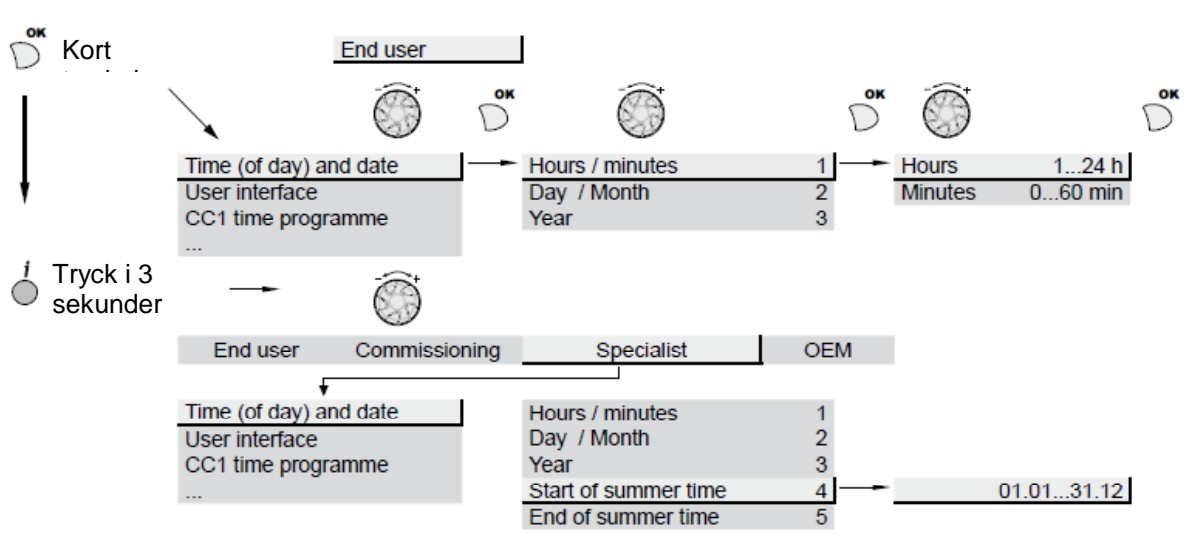 OK
Kort
End user
- +
OK
- +
OK
- +
OK
Time (of day) and date
Hours / minutes 1
Hours 1...24 h
User interface
Day / Month 2
Minutes 0...60 min
CC1 time programme
Year 3
...
i
Tryck i 3
sekunder
- +
End user Commissioning Specialist OEM
Time (of day) and date
Hours / minutes 1
User interface
Day / Month 2
CC1 time programme
Year 3
...
Start of summer time 4
01.01...31.12
End of summer time 5